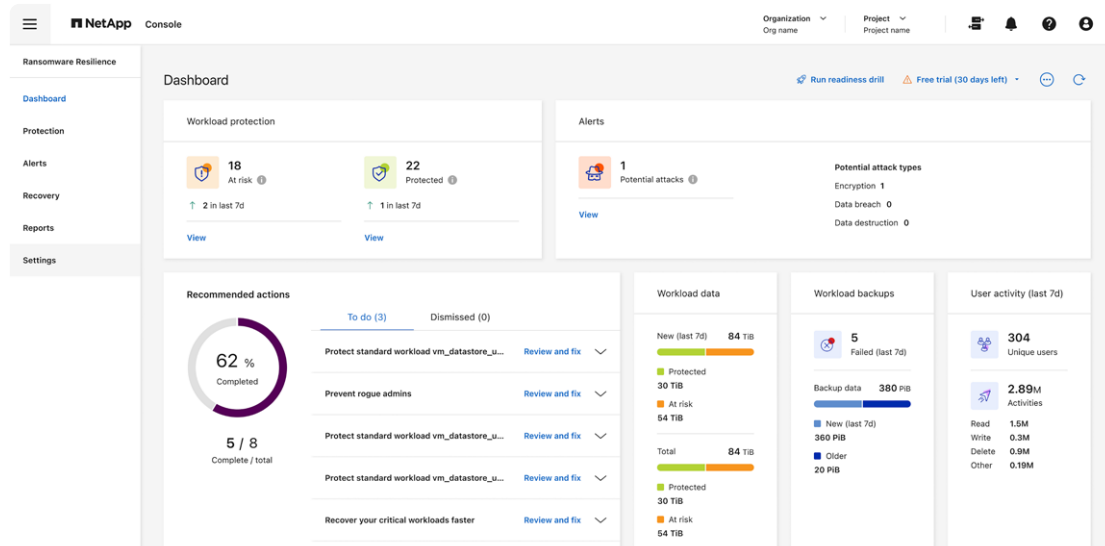 NetApp Console
Organization
Org name
Project
Project name
Ransomware Resilience
Dashboard
Protection
Alerts
Recovery
Reports
Settings
Dashboard
Run readiness drill
Free trial (30 days left)
Workload protection
18
At risk
2 in last 7d
View
22
Protected
1 in last 7d
View
Alerts
1
Potential attacks
View
Potential attack types
Encryption 1
Data breach 0
Data destruction 0
Recommended actions
62 %
Completed
5 / 8
Complete / total
To do (3) Dismissed (0)
Protect standard workload vm_datastore_u... Review and fix
Prevent rogue admins Review and fix
Protect standard workload vm_datastore_u... Review and fix
Protect standard workload vm_datastore_u... Review and fix
Recover your critical workloads faster Review and fix
Workload data
New (last 7d) 84 TiB
Protected
30 TiB
At risk
54 TiB
Total 84 TiB
Protected
30 TiB
At risk
54 TiB
Workload backups
5
Failed (last 7d)
Backup data 380 PiB
New (last 7d)
360 PiB
Older
20 PiB
User activity (last 7d)
304
Unique users
2.89M
Activities
Read 1.5M
Write 0.3M
Delete 0.9M
Other 0.19M